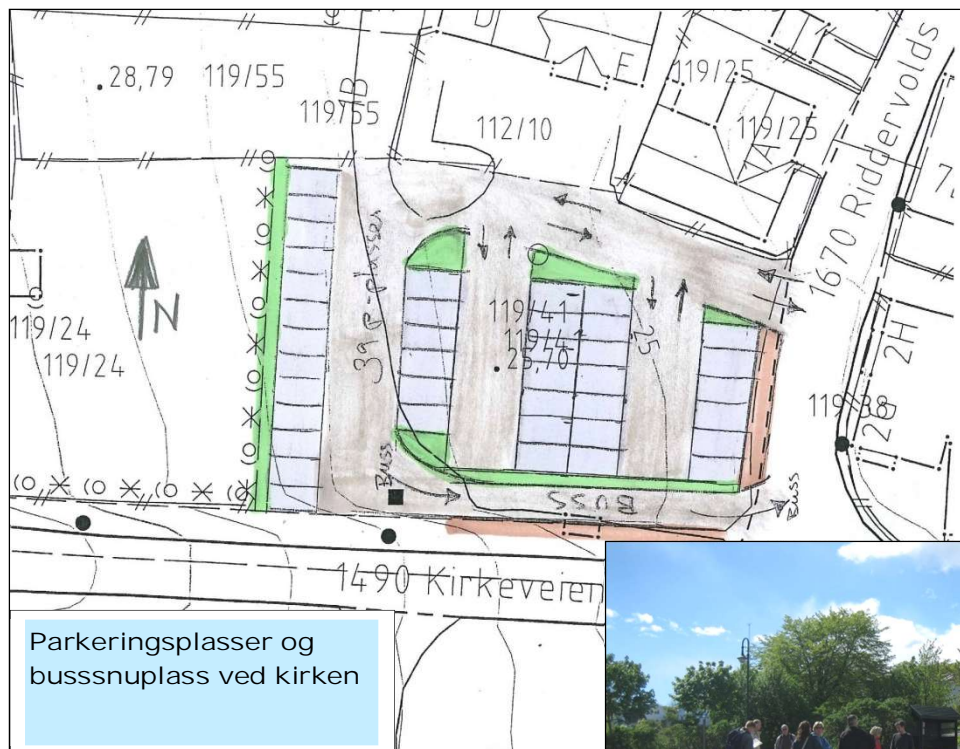 D
F
28,79
119/55
119/55
B
112/10
119/25
119/25
A
1670 Riddervolds
39 P-plasser
N
119/24
119/24
119/41
119/41
25,70
25
119/38
2H
2B
Buss
BUSS
Buss
1490 Kirkeveien
Parkeringsplasser og
busssnuplass ved kirken